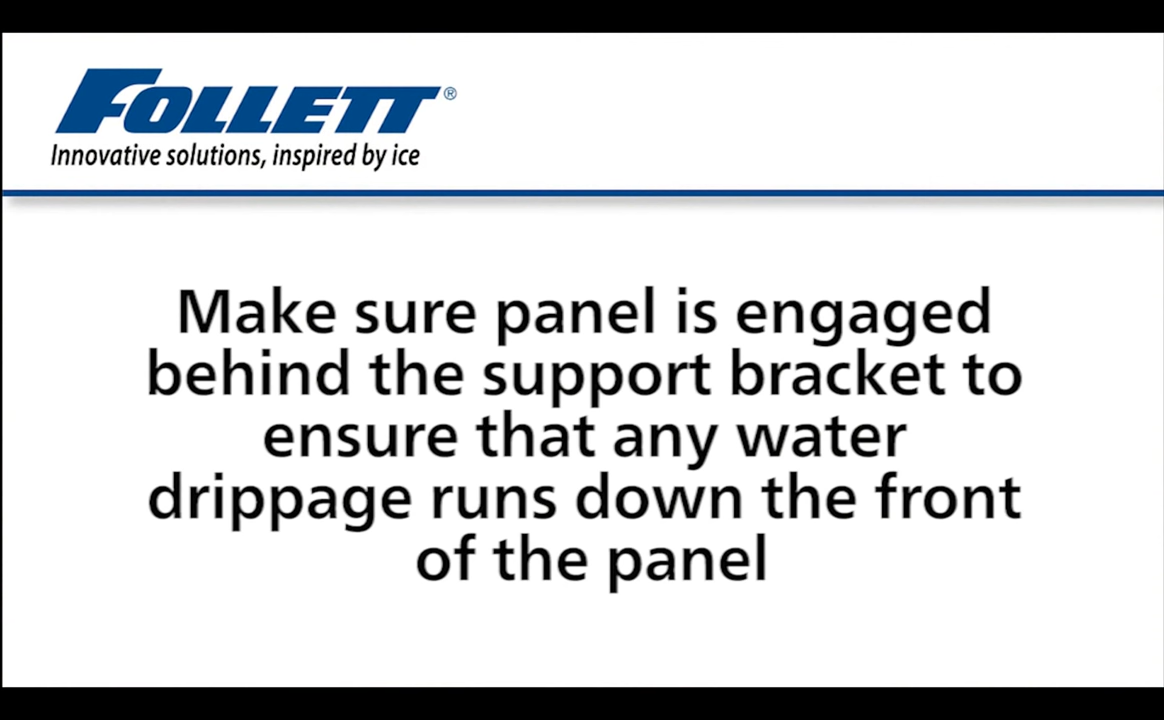 FOLLETT®
Innovative solutions, inspired by ice
Make sure panel is engaged
behind the support bracket to
ensure that any water
drippage runs down the front
of the panel